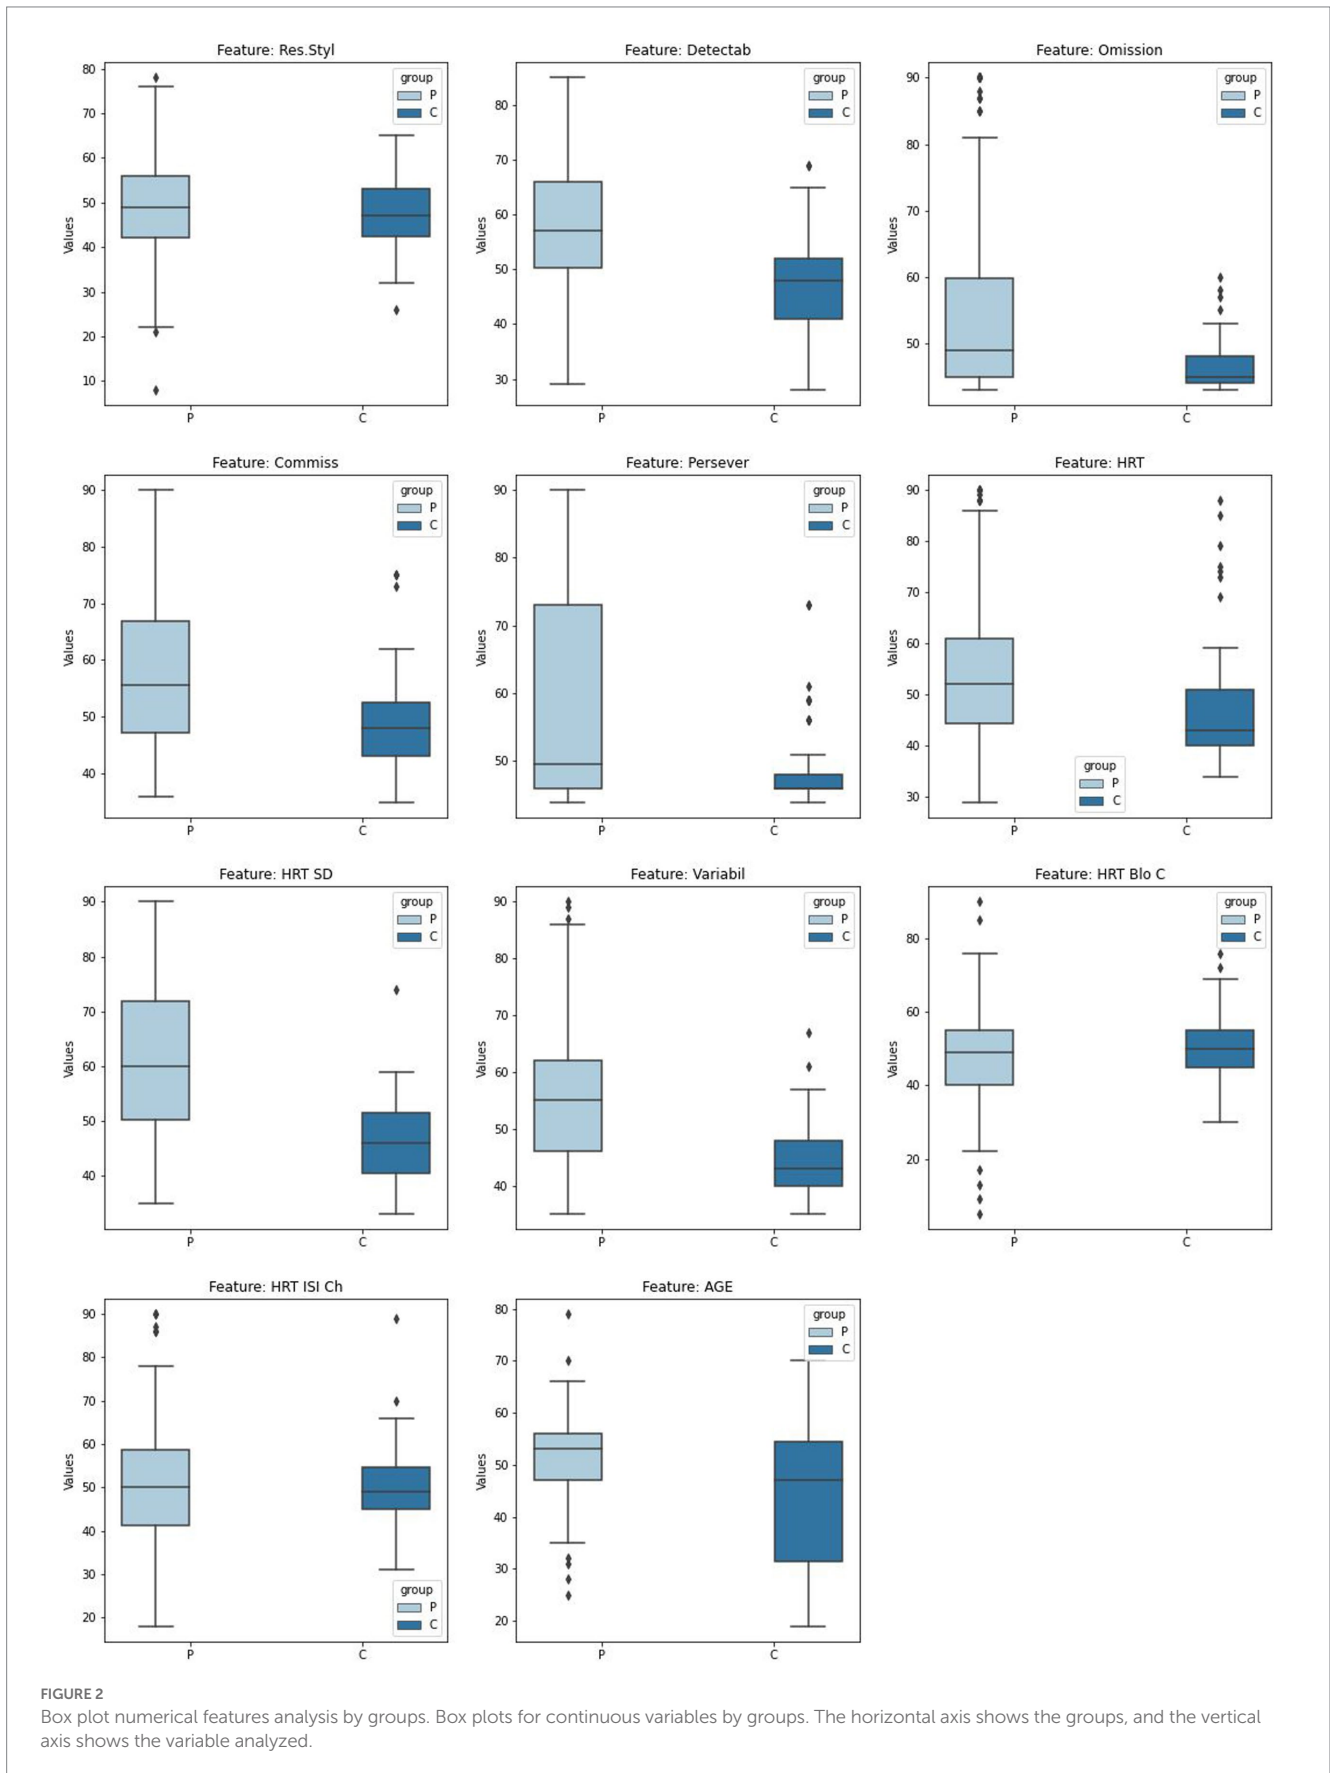 Feature: Res.Styl
group
P
C
80
70
60
50
40
30
20
10
Values
P C
Feature: Detectab
group
P
C
80
70
60
50
40
30
Values
P C
Feature: Omission
group
P
C
90
80
70
60
50
Values
P C
Feature: Commiss
group
P
C
90
80
70
60
50
40
Values
P C
Feature: Persever
group
P
C
90
80
70
60
50
Values
P C
Feature: HRT
90
80
70
60
50
40
30
Values
group
P
C
P C
Feature: HRT SD
group
P
C
90
80
70
60
50
40
Values
P C
Feature: Variabil
group
P
C
90
80
70
60
50
40
Values
P C
Feature: HRT Blo C
group
P
C
80
60
40
20
Values
P C
Feature: HRT ISI Ch
90
80
70
60
50
40
30
20
Values
group
P
C
P C
Feature: AGE
group
P
C
80
70
60
50
40
30
20
Values
P C
FIGURE 2
Box plot numerical features analysis by groups. Box plots for continuous variables by groups. The horizontal axis shows the groups, and the vertical
axis shows the variable analyzed.